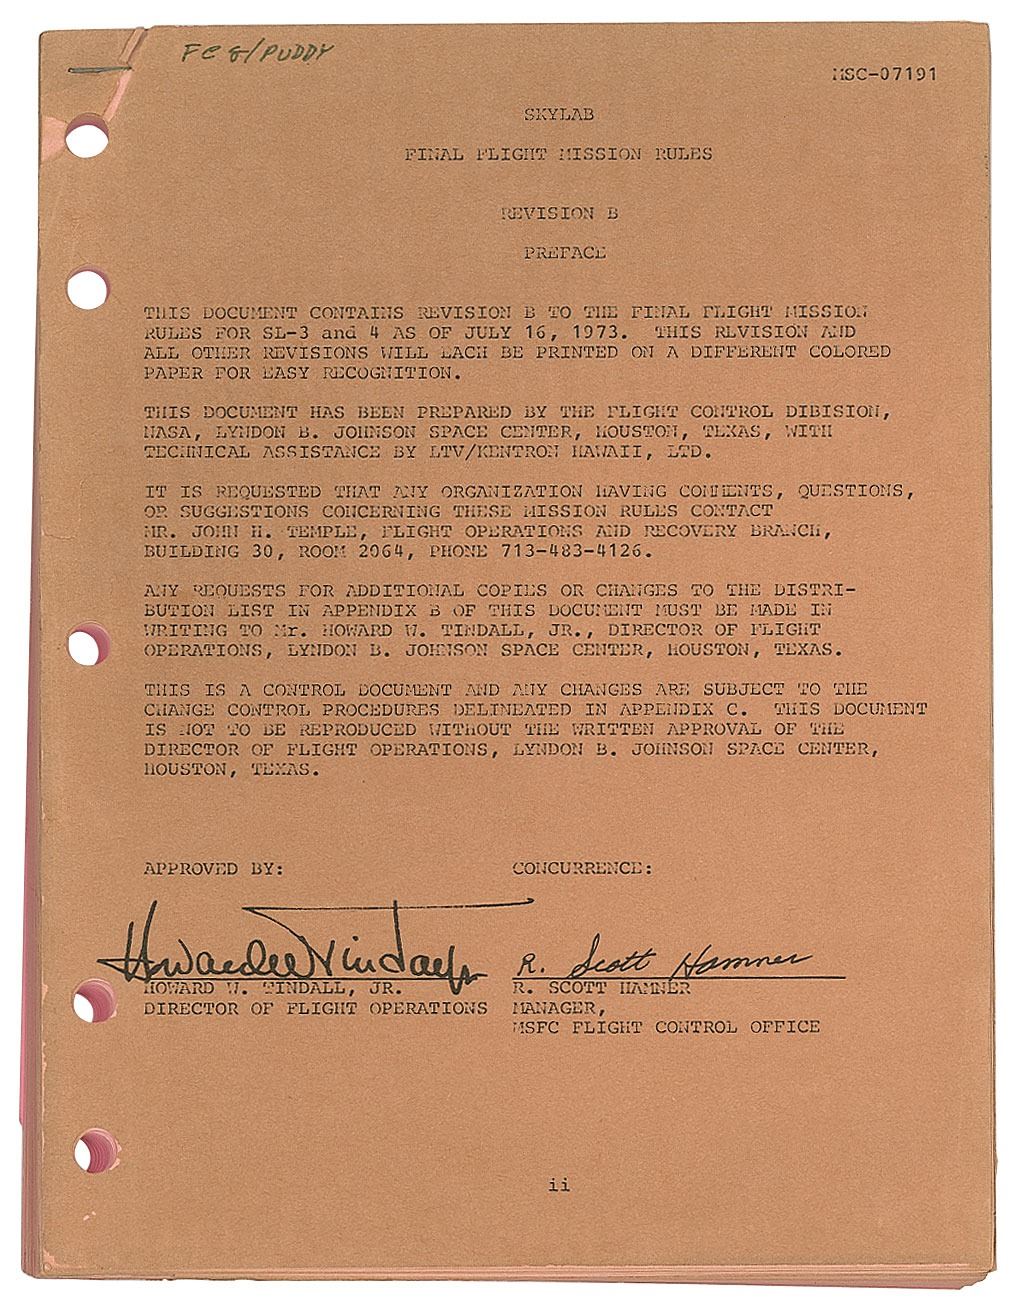 FC 8/PUDDY
MSC-07191
SKYLAB
FINAL FLIGHT MISSION RULES
REVISION B
PREFACE
THIS DOCUMENT CONTAINS REVISION B TO THE FINAL FLIGHT MISSION
RULES FOR SL-3 and 4 AS OF JULY 16, 1973. THIS REVISION AND
ALL OTHER REVISIONS WILL EACH BE PRINTED ON A DIFFERENT COLORED
PAPER FOR EASY RECOGNITION.
THIS DOCUMENT HAS BEEN PREPARED BY THE FLIGHT CONTROL DIBISION,
NASA, LYNDON B. JOHNSON SPACE CENTER, HOUSTON, TEXAS, WITH
TECHNICAL ASSISTANCE BY LTV/KENTRON HAWAII, LTD.
IT IS REQUESTED THAT ANY ORGANIZATION HAVING COMMENTS, QUESTIONS,
OR SUGGESTIONS CONCERNING THESE MISSION RULES CONTACT
MR. JOHN H. TEMPLE, FLIGHT OPERATIONS AND RECOVERY BRANCH,
BUILDING 30, ROOM 2064, PHONE 713-483-4126.
ANY REQUESTS FOR ADDITIONAL COPIES OR CHANGES TO THE DISTRI-
BUTION LIST IN APPENDIX B OF THIS DOCUMENT MUST BE MADE IN
WRITING TO Mr. HOWARD W. TINDALL, JR., DIRECTOR OF FLIGHT
OPERATIONS, LYNDON B. JOHNSON SPACE CENTER, HOUSTON, TEXAS.
THIS IS A CONTROL DOCUMENT AND ANY CHANGES ARE SUBJECT TO THE
CHANGE CONTROL PROCEDURES DELINEATED IN APPENDIX C. THIS DOCUMENT
IS NOT TO BE REPRODUCED WITHOUT THE WRITTEN APPROVAL OF THE
DIRECTOR OF FLIGHT OPERATIONS, LYNDON B. JOHNSON SPACE CENTER,
HOUSTON, TEXAS.
APPROVED BY: CONCURRENCE:
Howard W Tindall Jr R. Scott Hamner
HOWARD W. TINDALL, JR. R. SCOTT HAMNER
DIRECTOR OF FLIGHT OPERATIONS MANAGER,
MSFC FLIGHT CONTROL OFFICE
ii